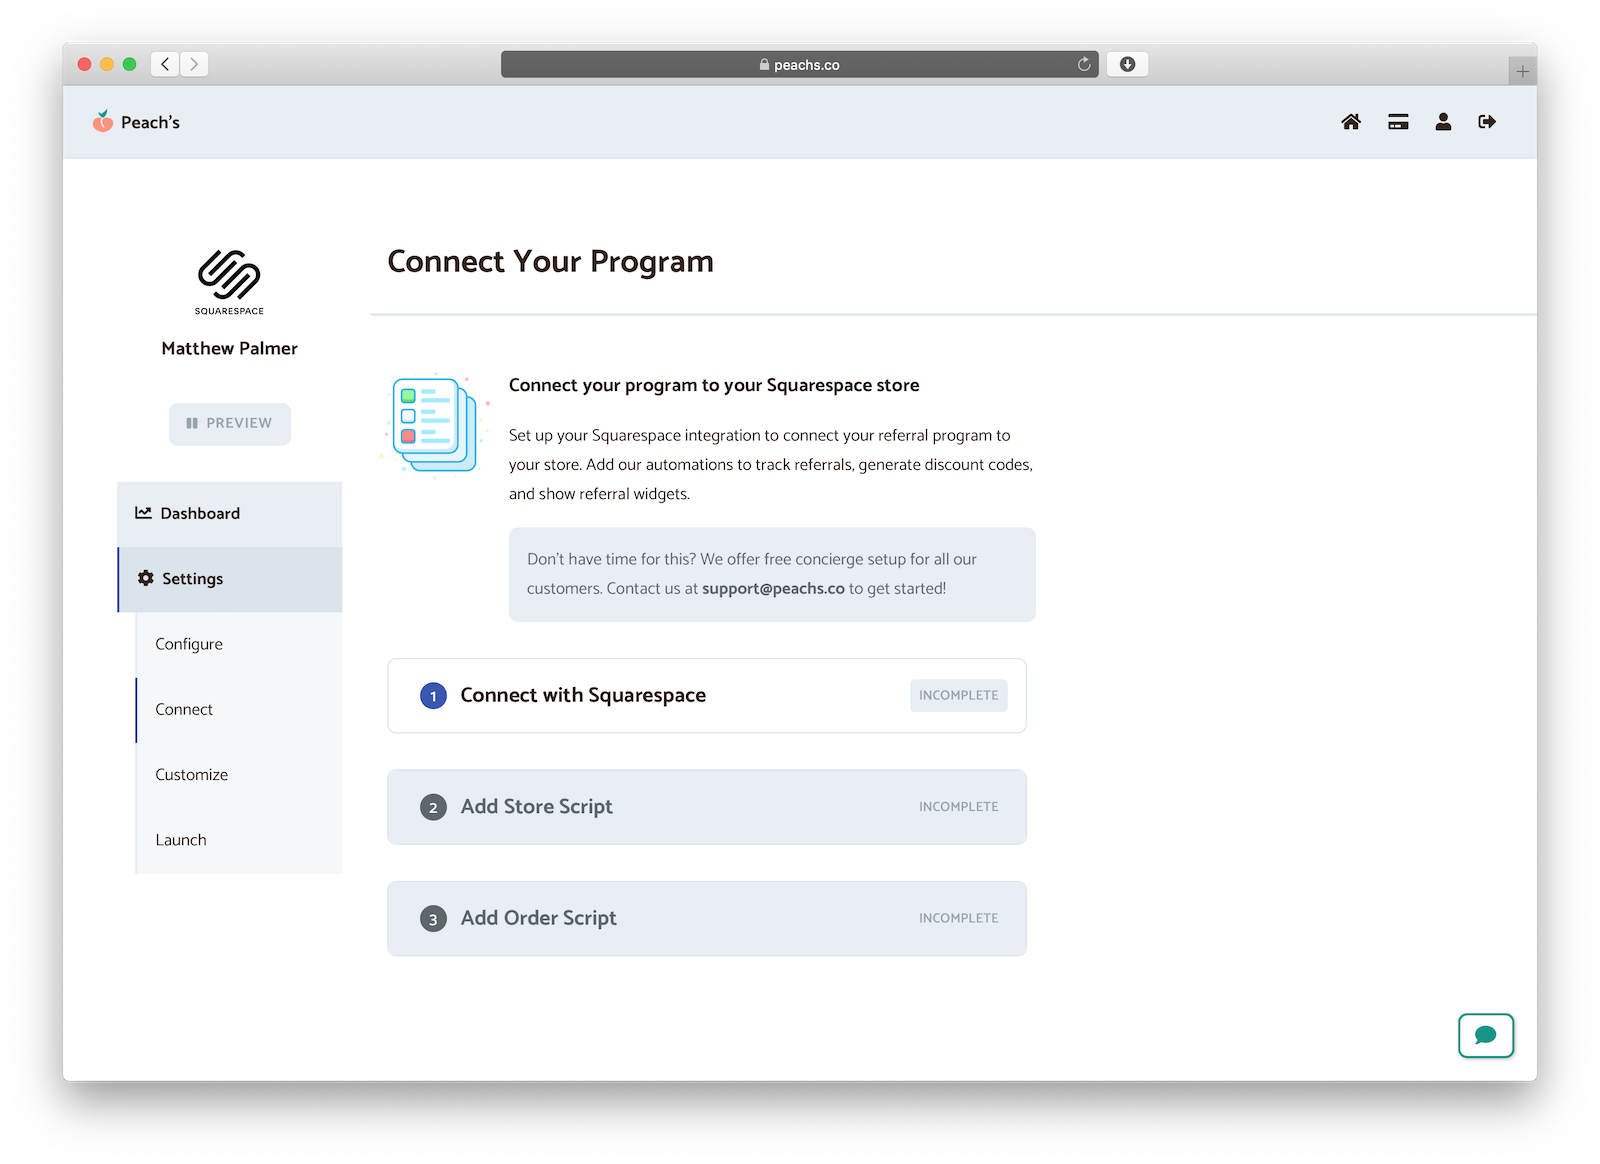 peachs.co
Peach's
SQUARESPACE
Matthew Palmer
PREVIEW
Dashboard
Settings
Configure
Connect
Customize
Launch
Connect Your Program
Connect your program to your Squarespace store
Set up your Squarespace integration to connect your referral program to
your store. Add our automations to track referrals, generate discount codes,
and show referral widgets.
Don't have time for this? We offer free concierge setup for all our
customers. Contact us at support@peachs.co to get started!
1 Connect with Squarespace INCOMPLETE
2 Add Store Script INCOMPLETE
3 Add Order Script INCOMPLETE